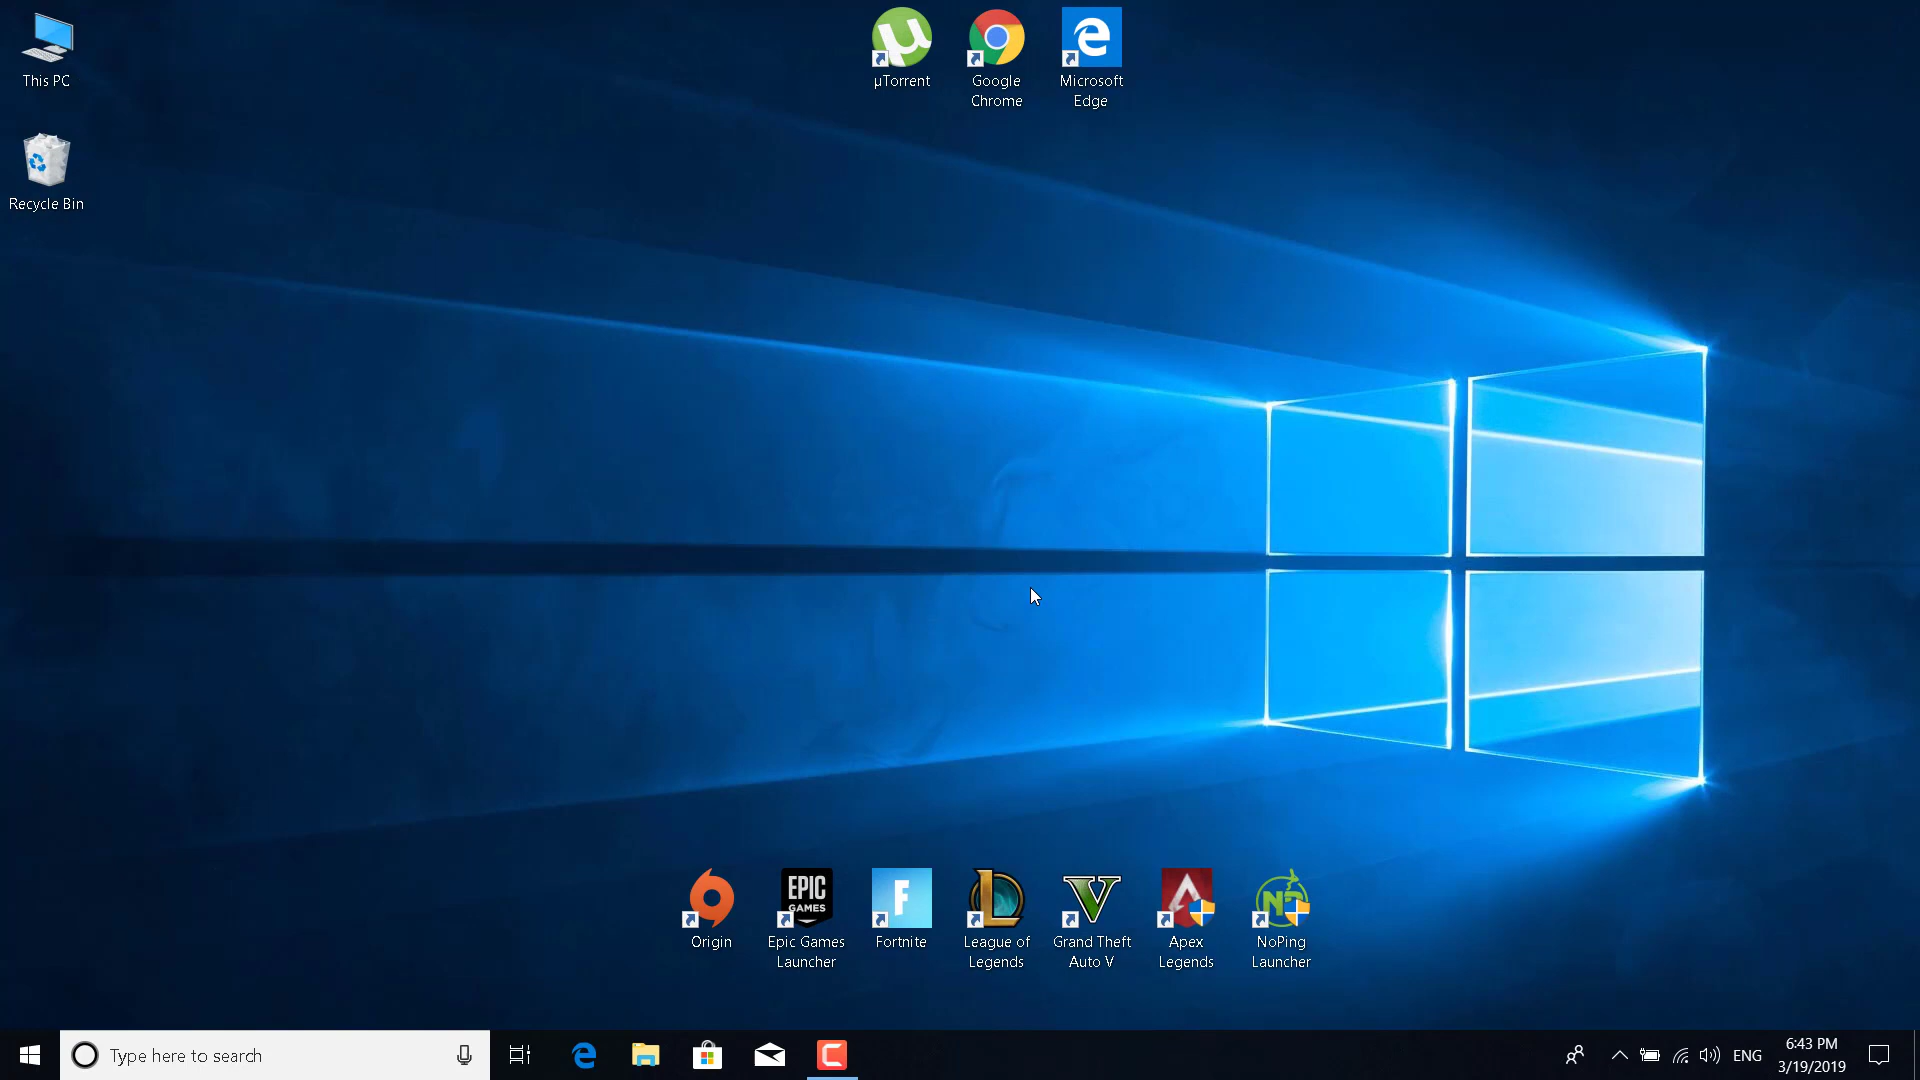 This PC
Recycle Bin
µTorrent
Google
Chrome
Microsoft
Edge
EPIC
GAMES
Origin
Epic Games
Launcher
Fortnite
League of
Legends
Grand Theft
Auto V
Apex
Legends
NoPing
Launcher
Type here to search
ENG
6:43 PM
3/19/2019